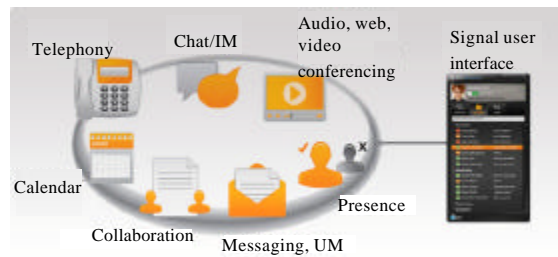 Telephony
Chat/IM
Audio, web,
video
conferencing
Signal user
interface
Calendar
Collaboration
Messaging, UM
Presence